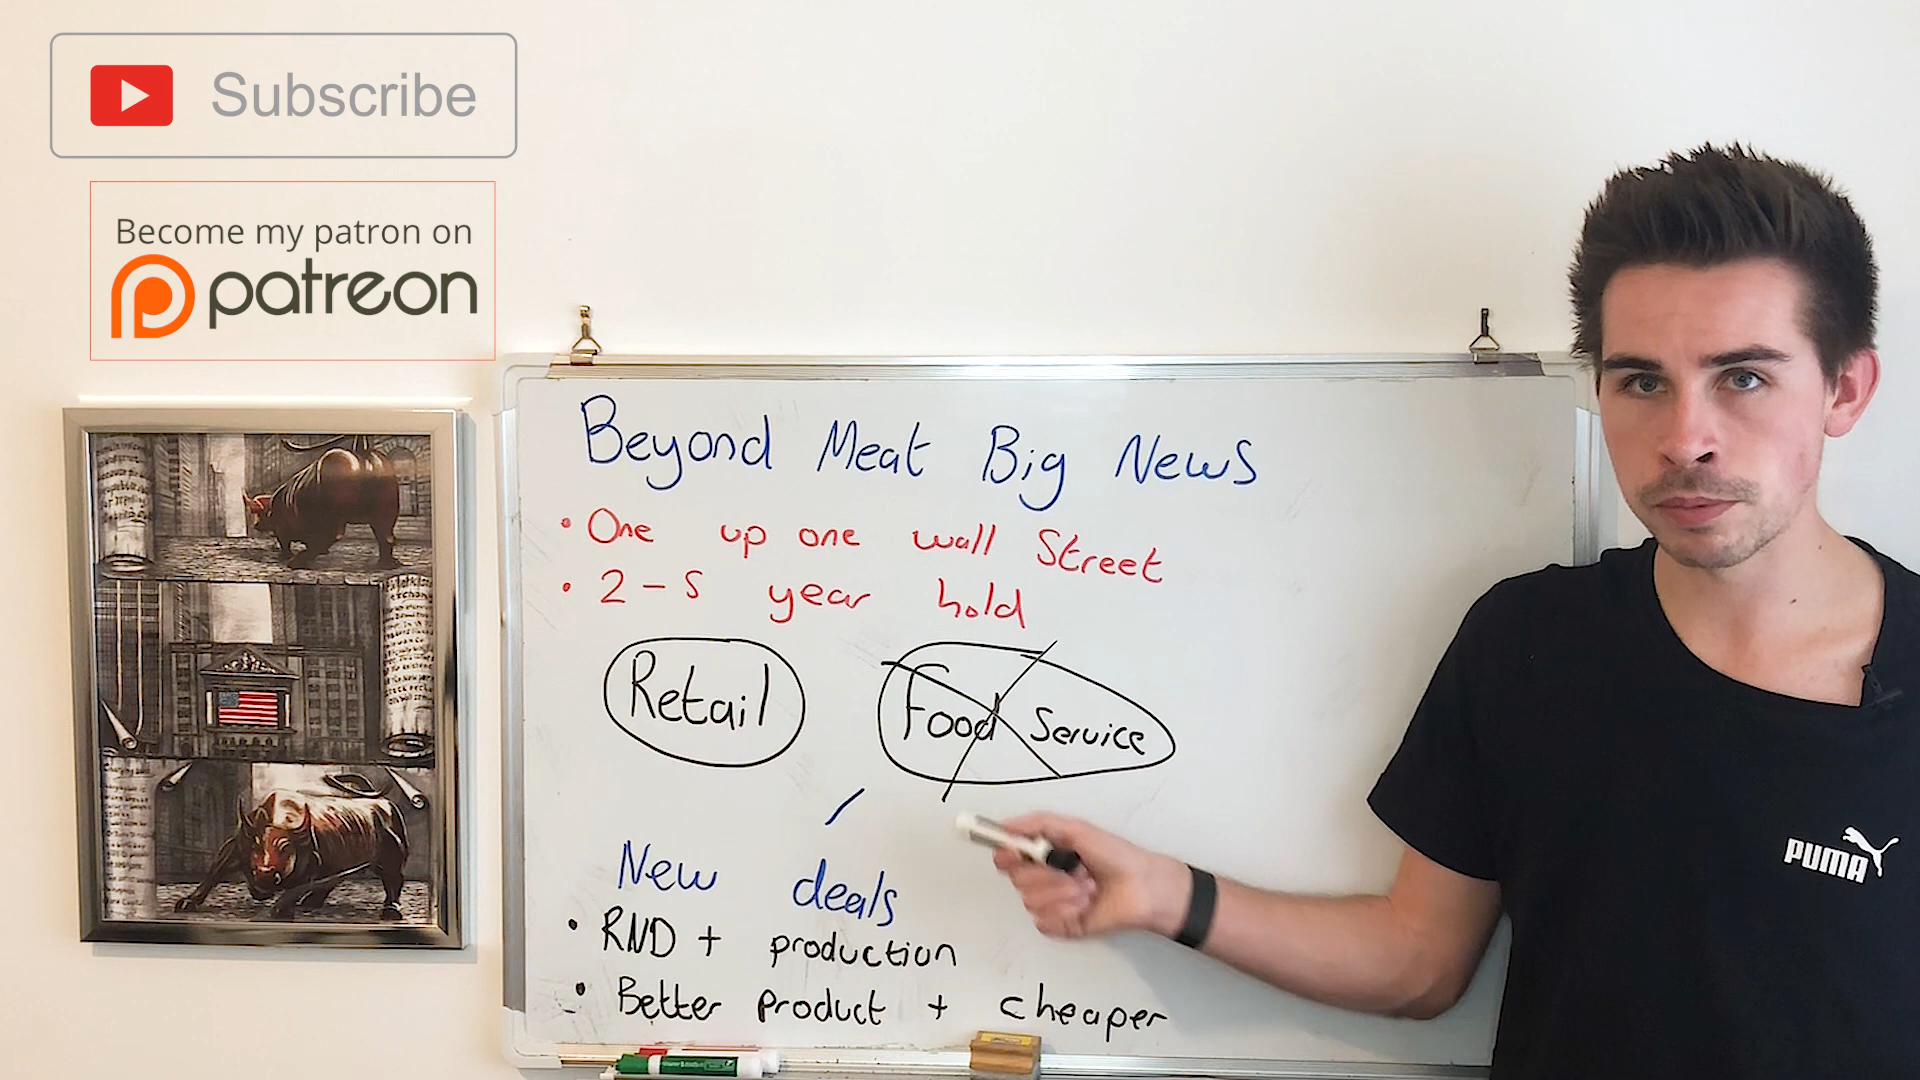 Subscribe
Become my patron on
patreon
Beyond Meat Big News
• One up one wall Street
• 2-5 year hold
Retail
Food Service
New deals
• RND + production
• Better product + cheaper
PUMA